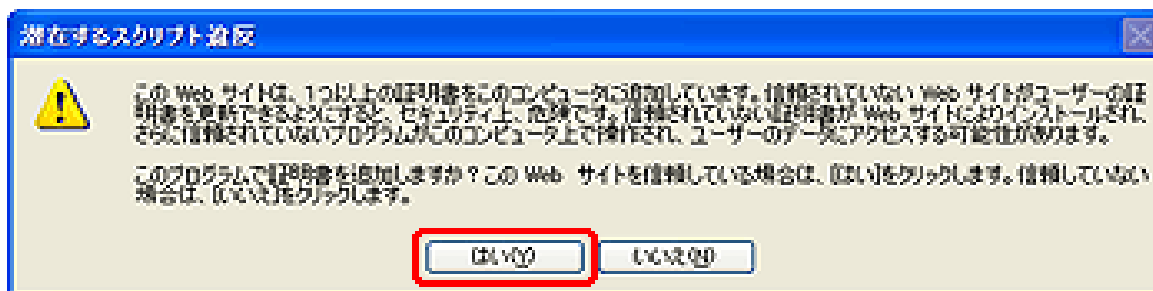 潜在するスクリプト違反
この Web サイトは、1つ以上の証明書をこのコンピュータに追加しています。信頼されていない Web サイトがユーザーの証
明書を更新できるようにすると、セキュリティ上、危険です。信頼されていない証明書が Web サイトによりインストールされ、
さらに信頼されていないプログラムがこのコンピュータ上で操作され、ユーザーのデータにアクセスする可能性があります。
このプログラムで証明書を追加しますか？この Web サイトを信頼している場合は、[はい]をクリックします。信頼していない
場合は、[いいえ]をクリックします。
はい(Y) いいえ(N)